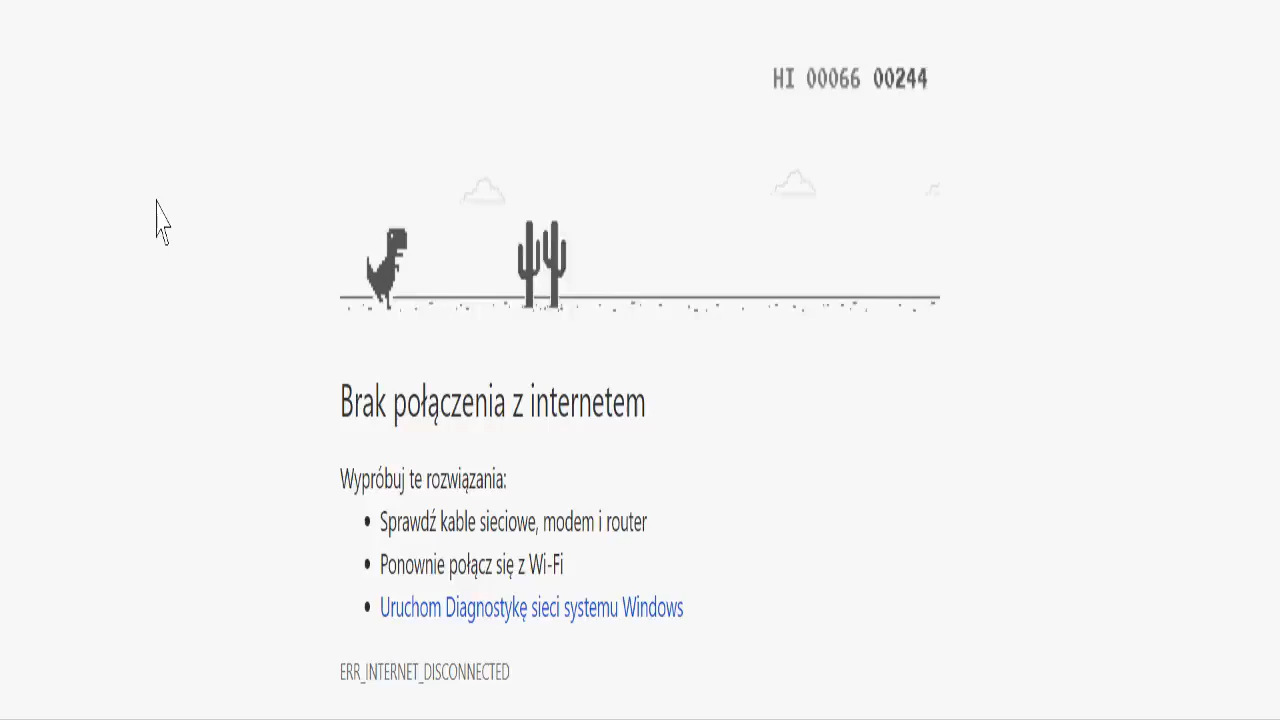 HI 00066 00244
Brak połączenia z internetem
Wypróbuj te rozwiązania:
Sprawdź kable sieciowe, modem i router
Ponownie połącz się z Wi-Fi
Uruchom Diagnostykę sieci systemu Windows
ERR_INTERNET_DISCONNECTED